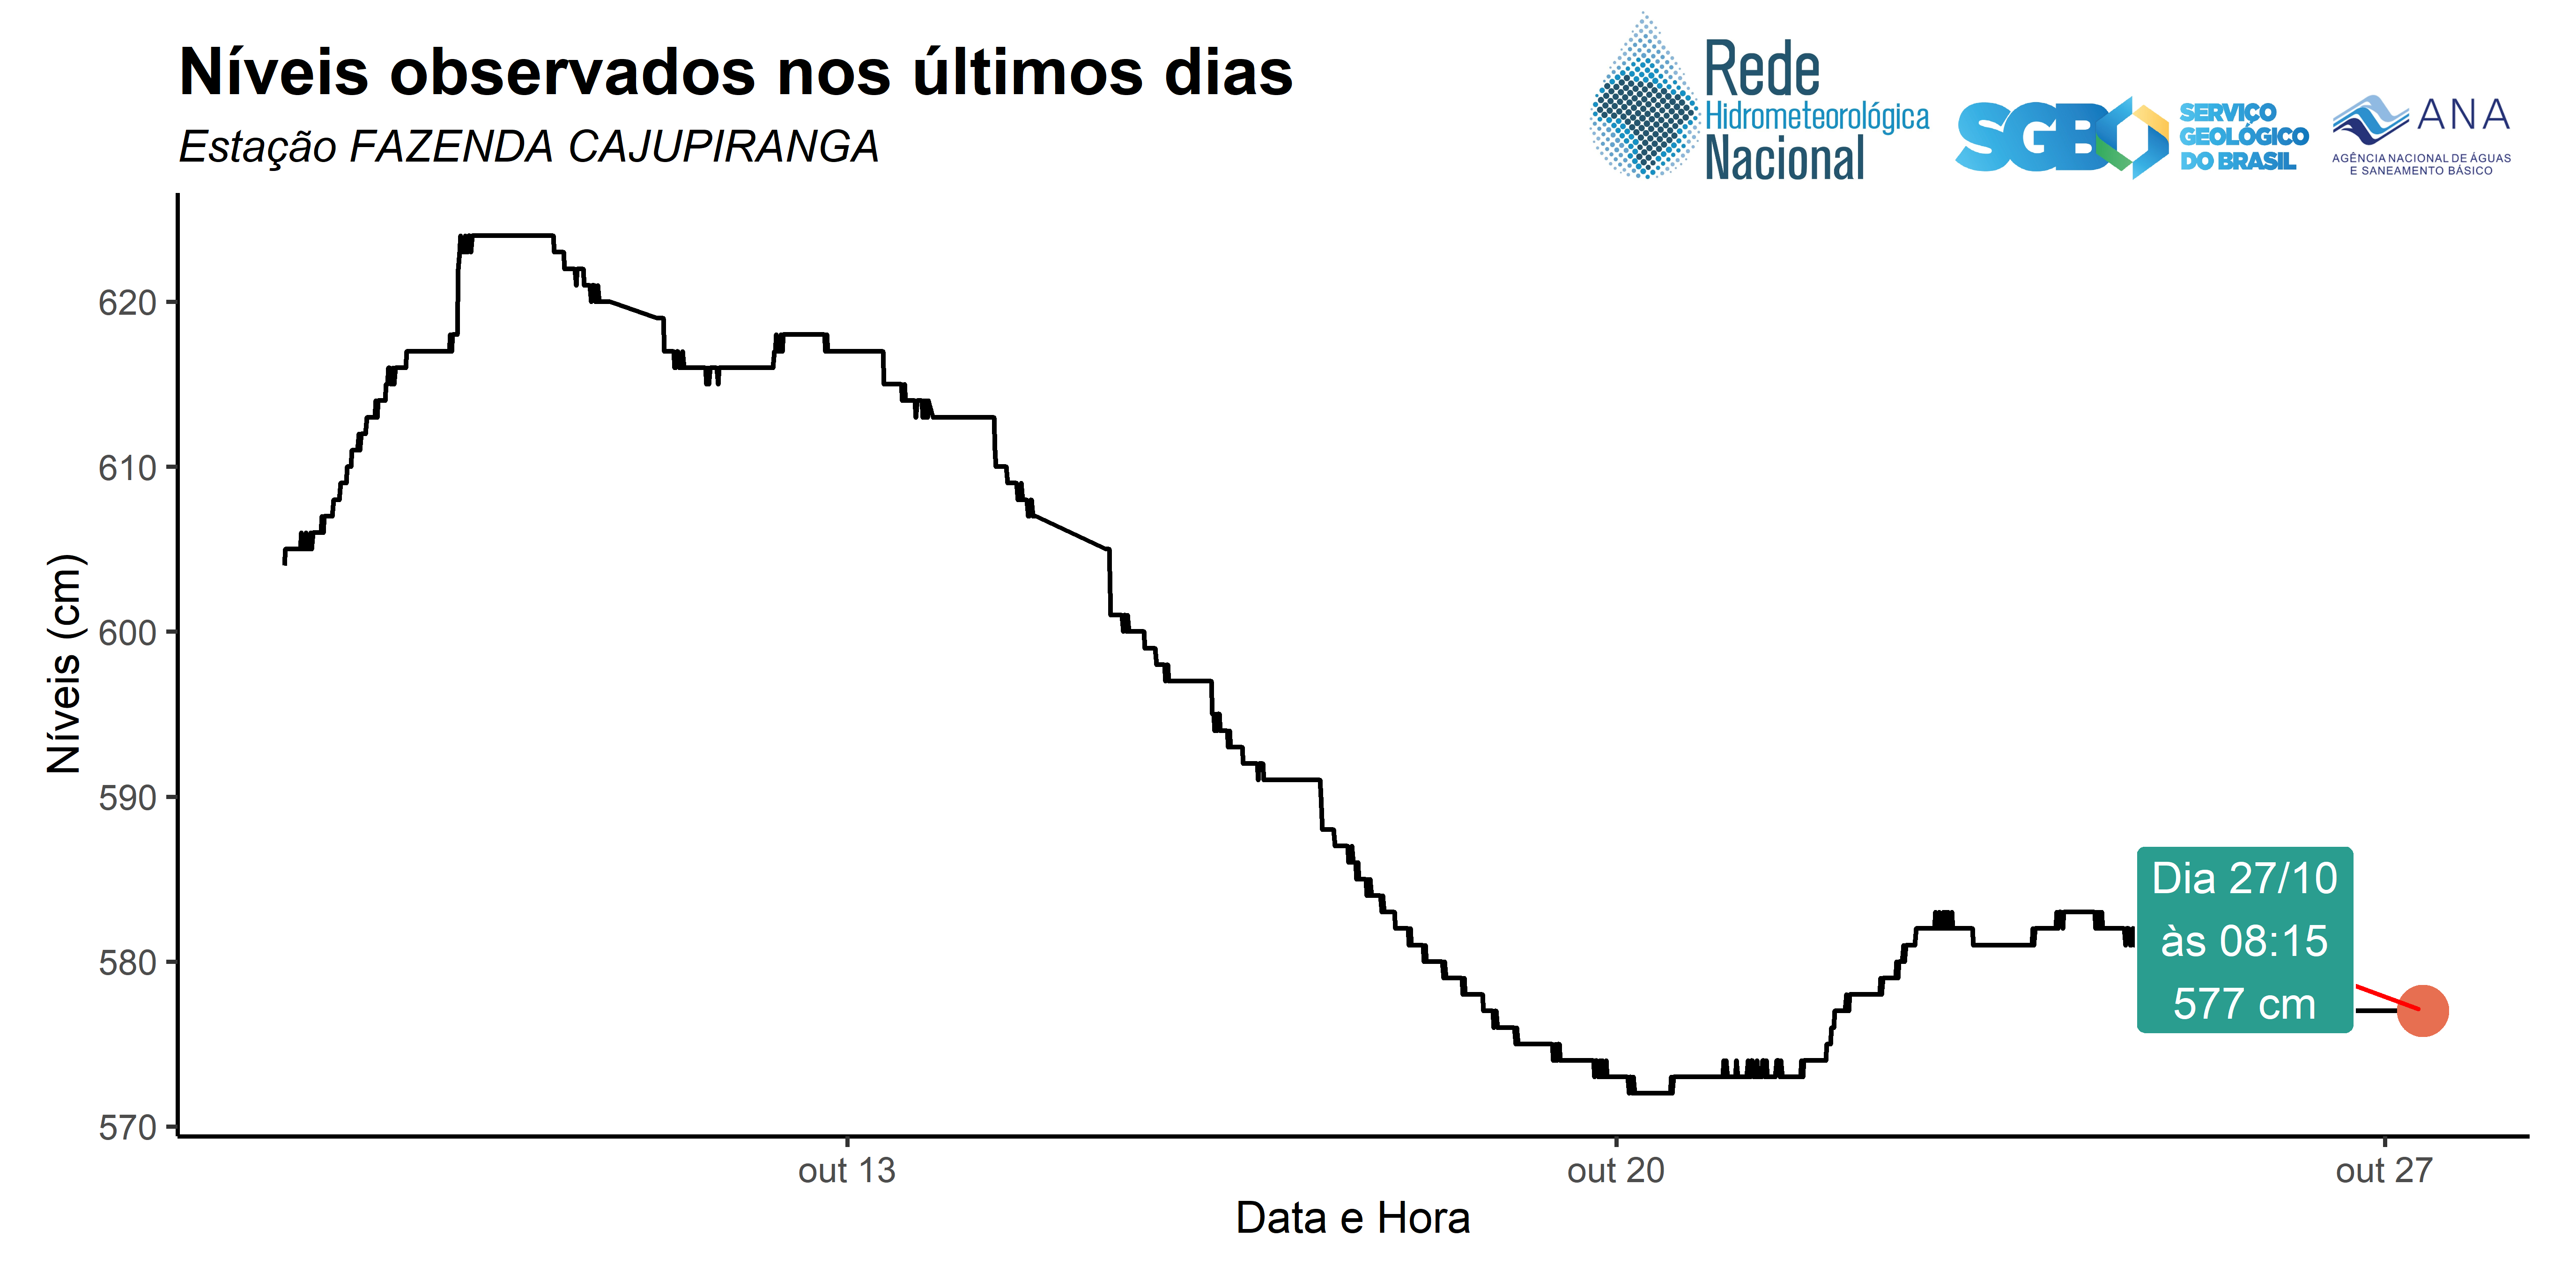 Níveis observados nos últimos dias
Estação FAZENDA CAJUPIRANGA
Rede
Hidrometeorológica
Nacional
SGB
SERVIÇO
GEOLÓGICO
DO BRASIL
ANA
AGÊNCIA NACIONAL DE ÁGUAS
E SANEAMENTO BÁSICO
Níveis (cm)
620
610
600
590
580
570
Dia 27/10
às 08:15
577 cm
out 13
out 20
out 27
Data e Hora